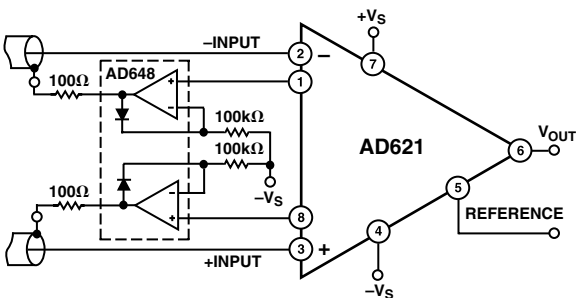 +VS
–INPUT
2
–
7
AD648
1
100Ω
+
–
100kΩ
VOUT
100kΩ
AD621
6
100Ω
5
–VS
–
REFERENCE
+
8
4
3
+
+INPUT
–VS